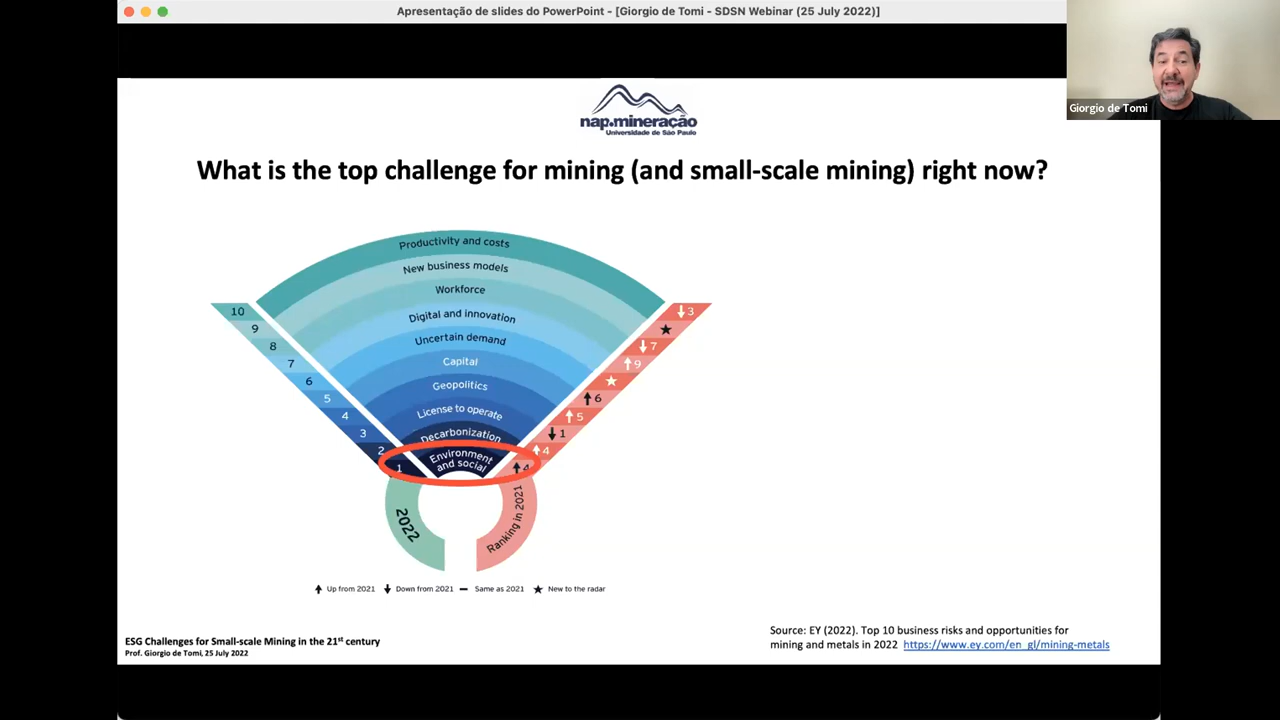 Apresentação de slides do PowerPoint - [Giorgio de Tomi - SDSN Webinar (25 July 2022)]
Giorgio de Tomi
nap.mineração
Universidade de São Paulo
What is the top challenge for mining (and small-scale mining) right now?
Productivity and costs
New business models
Workforce
Digital and innovation
Uncertain demand
Capital
Geopolitics
License to operate
Decarbonization
Environment
and social
10
9
8
7
6
5
4
3
2
1
3
7
9
6
5
1
4
4
2022
Ranking in 2021
Up from 2021 Down from 2021 Same as 2021 New to the radar
ESG Challenges for Small-scale Mining in the 21st century
Prof. Giorgio de Tomi, 25 July 2022
Source: EY (2022). Top 10 business risks and opportunities for
mining and metals in 2022 https://www.ey.com/en_gl/mining-metals